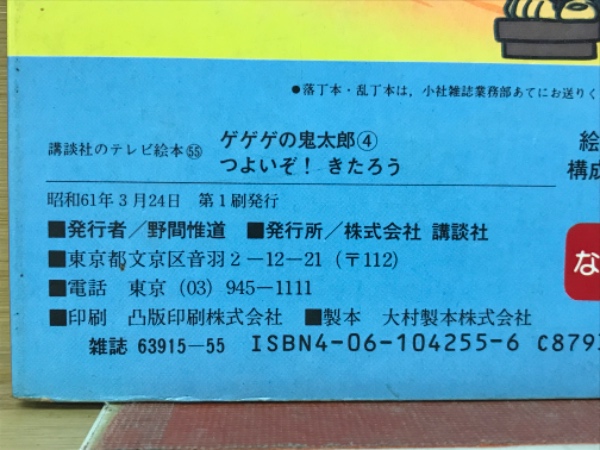 ●落丁本・乱丁本は，小社雑誌業務部あてにお送りく
講談社のテレビ絵本55 ゲゲゲの鬼太郎④
つよいぞ！きたろう
絵
構成
昭和61年3月24日 第1刷発行
■発行者／野間惟道 ■発行所／株式会社 講談社
■東京都文京区音羽2－12－21（〒112）
■電話 東京（03）945－1111
■印刷 凸版印刷株式会社 ■製本 大村製本株式会社
雑誌 63915－55 ISBN4-06-104255-6 C879
な